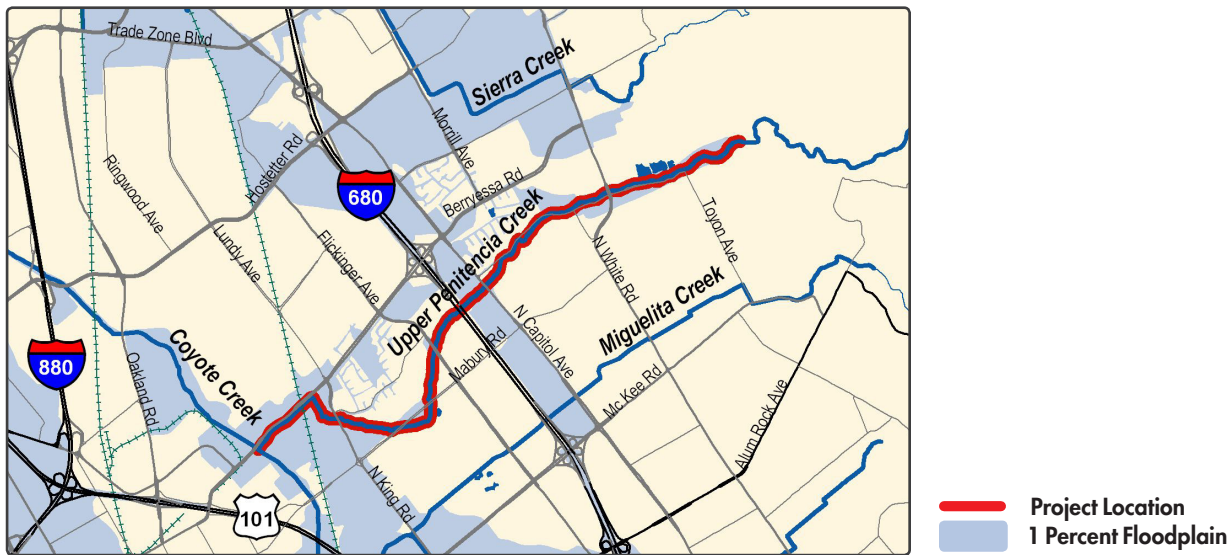 Trade Zone Blvd
Sierra Creek
Morrill Ave
Hostetter Rd
Ringwood Ave
680
Berryessa Rd
Lundy Ave
Flickinger Ave
Upper Penitencia Creek
Toyon Ave
N White Rd
Miguelita Creek
N Capitol Ave
Coyote Creek
Mabury Rd
880
Oakland Rd
Mc Kee Rd
Alum Rock Ave
N King Rd
101
Project Location
1 Percent Floodplain